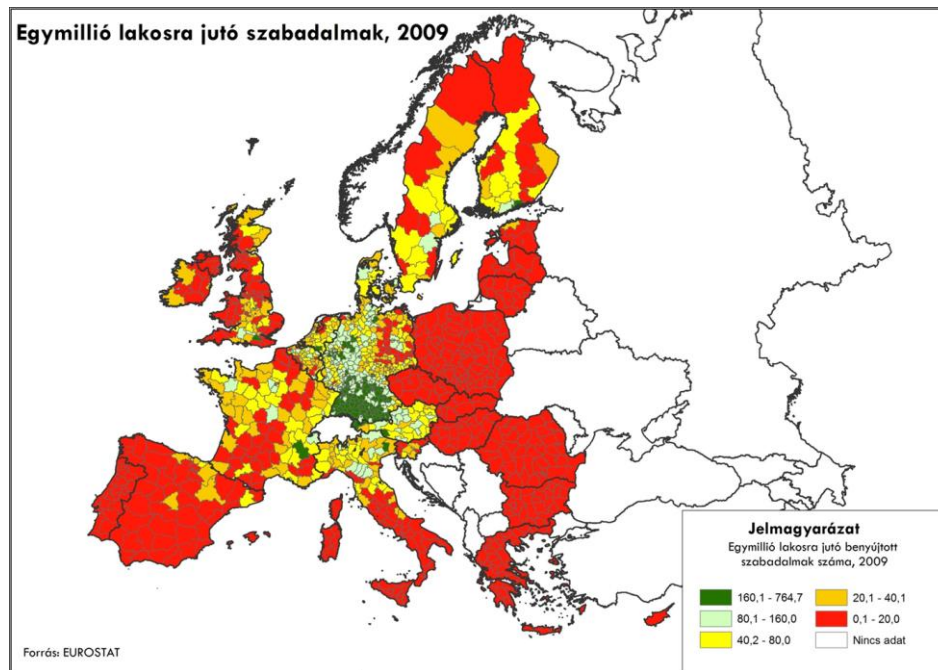 Egymillió lakosra jutó szabadalmak, 2009
Jelmagyarázat
Egymillió lakosra jutó benyújtott
szabadalmak száma, 2009
160,1 - 764,7
80,1 - 160,0
40,2 - 80,0
20,1 - 40,1
0,1 - 20,0
Nincs adat
Forrás: EUROSTAT